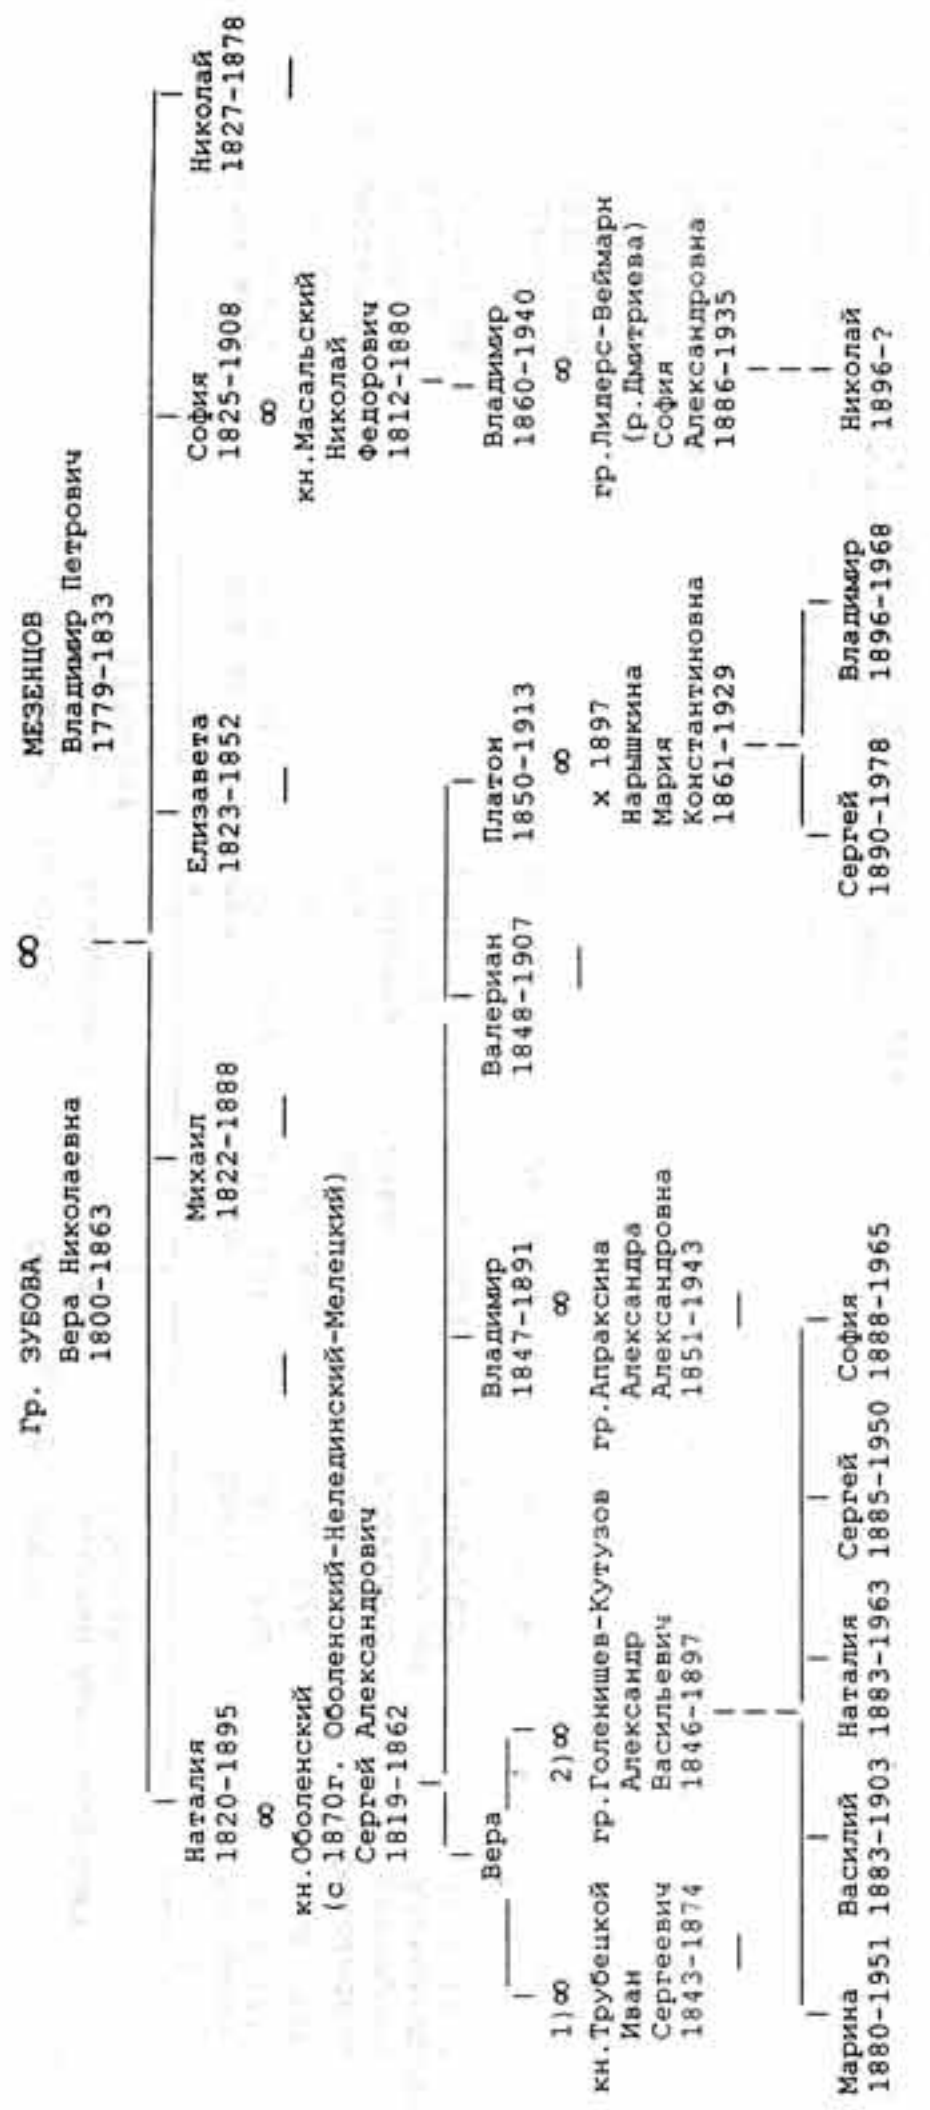 Гр. ЗУБОВА ∞ МЕЗЕНЦОВ
Вера Николаевна Владимир Петрович
1800-1863 1779-1833
Наталия Михаил Елизавета София Николай
1820-1895 1822-1888 1823-1852 1825-1908 1827-1878
∞ ∞
кн.Оболенский кн.Масальский
(с 1870г. Оболенский-Нелединский-Мелецкий) Николай
Сергей Александрович Федорович
1819-1862 1812-1880
Вера Владимир Валериан Платон Владимир
1847-1891 1848-1907 1850-1913 1860-1940
1)∞ 2)∞ ∞ ∞ ∞
кн.Трубецкой гр.Голенищев-Кутузов гр.Апраксина х 1897 гр.Лидерс-Веймарн
Иван Александр Александра Нарышкина (р.Дмитриева)
Сергеевич Васильевич Александровна Мария София
1843-1874 1846-1897 1851-1943 Константиновна Александровна
1861-1929 1886-1935
Марина Василий Наталия Сергей София Сергей Владимир Николай
1880-1951 1883-1903 1883-1963 1885-1950 1888-1965 1890-1978 1896-1968 1896-?